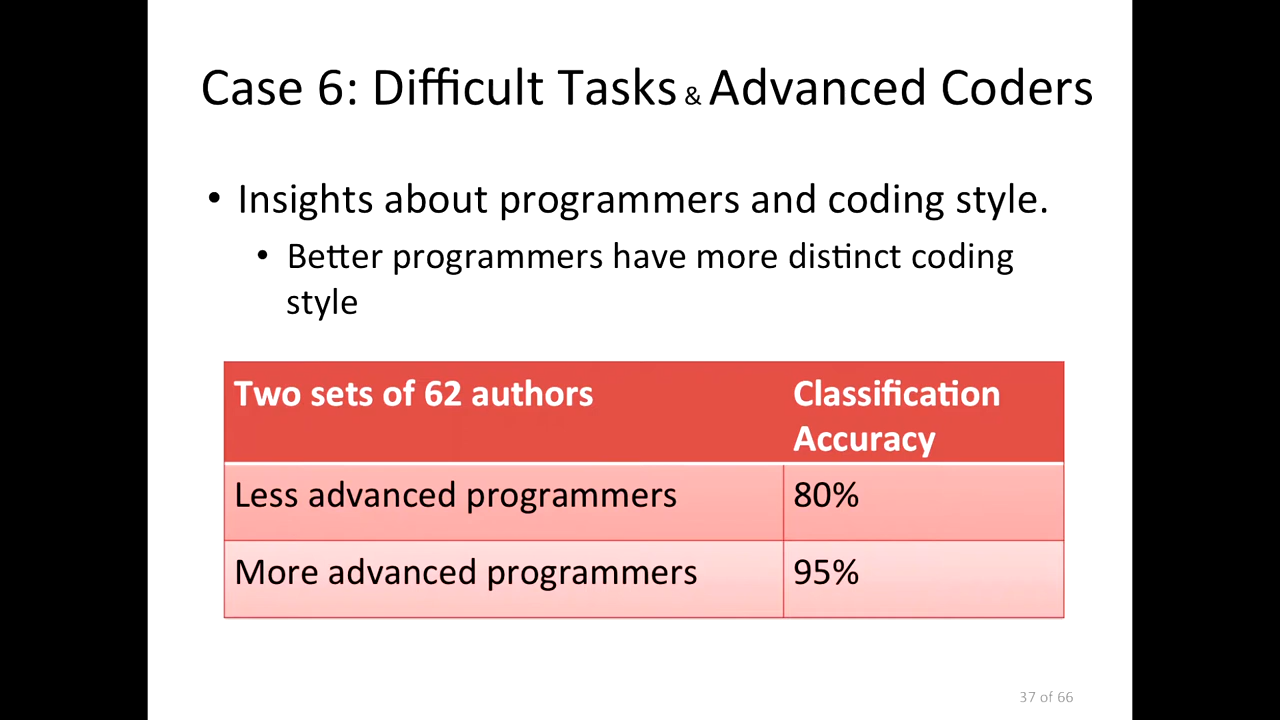 Case 6: Difficult Tasks & Advanced Coders
• Insights about programmers and coding style.
• Better programmers have more distinct coding
style
Two sets of 62 authors
Classification
Accuracy
Less advanced programmers
80%
More advanced programmers
95%
37 of 66